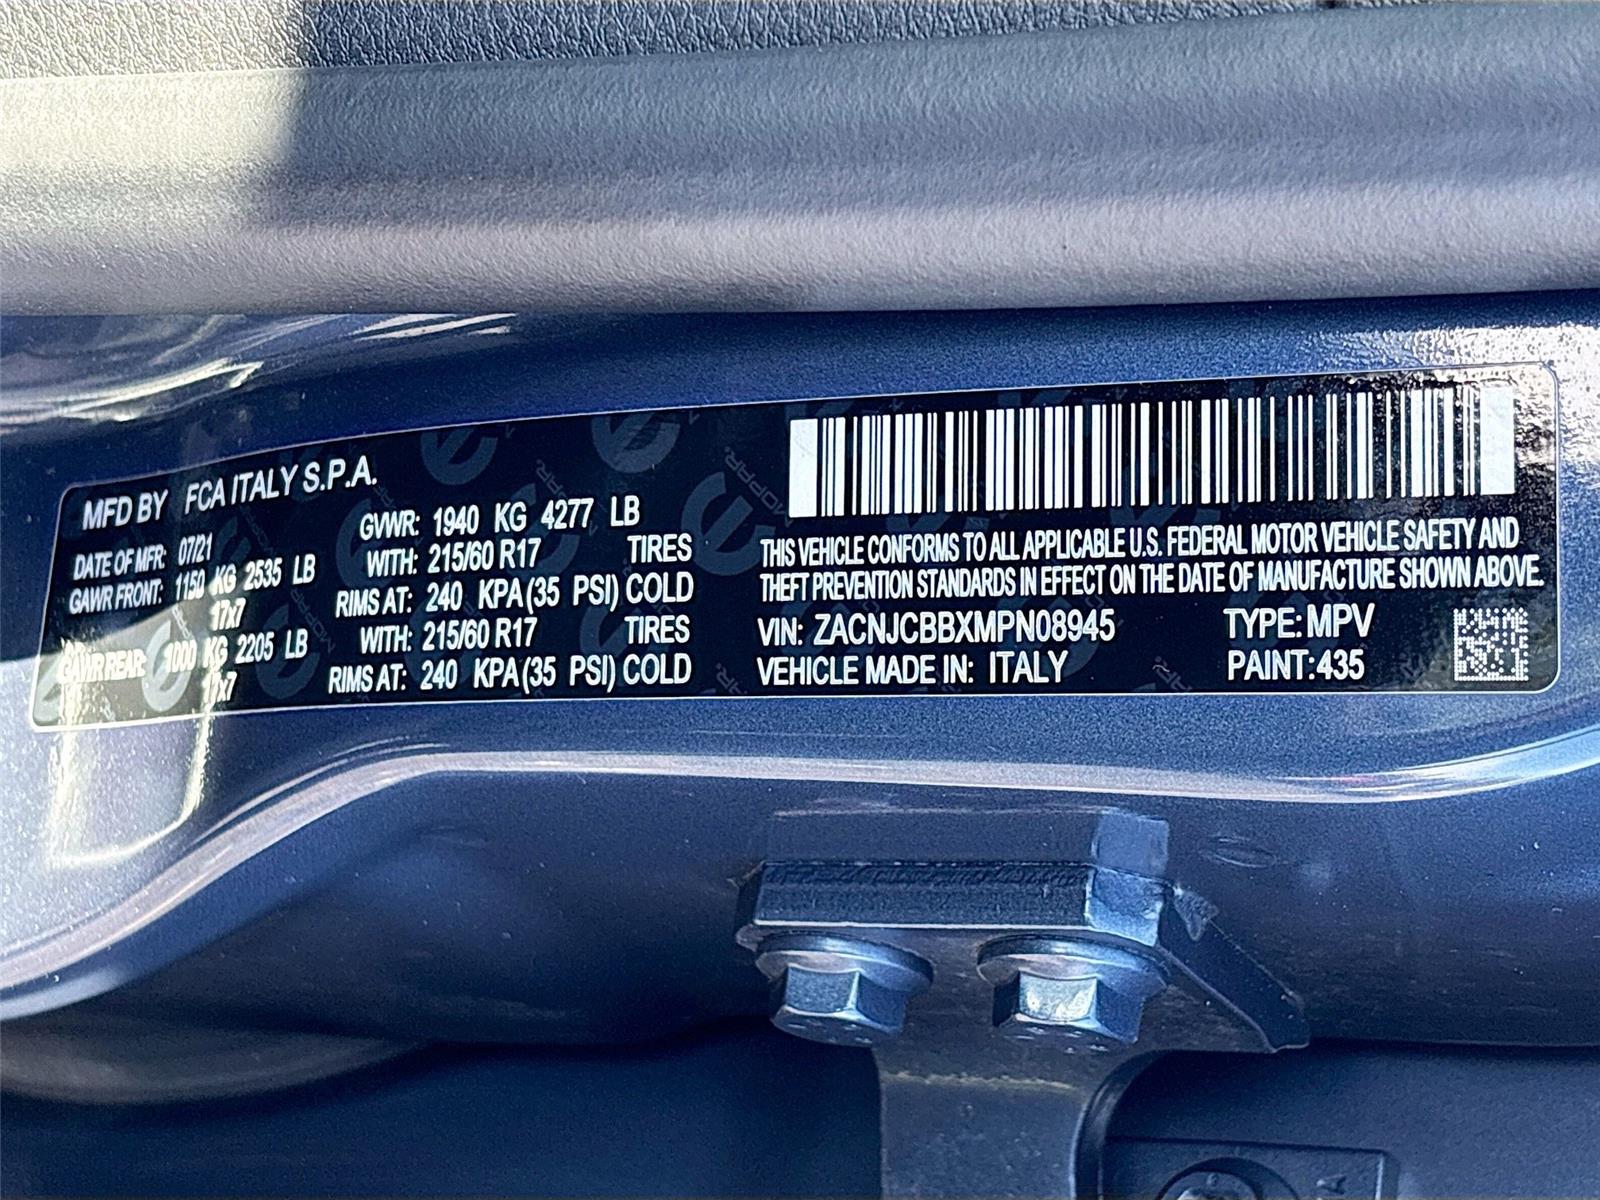 MFD BY FCA ITALY S.P.A.
DATE OF MFR: 07/21 GVWR: 1940 KG 4277 LB
GAWR FRONT: 1150 KG 2535 LB WITH: 215/60 R17 TIRES
17x7 RIMS AT: 240 KPA(35 PSI) COLD
GAWR REAR: 1000 KG 2205 LB WITH: 215/60 R17 TIRES
17x7 RIMS AT: 240 KPA(35 PSI) COLD
THIS VEHICLE CONFORMS TO ALL APPLICABLE U.S. FEDERAL MOTOR VEHICLE SAFETY AND
THEFT PREVENTION STANDARDS IN EFFECT ON THE DATE OF MANUFACTURE SHOWN ABOVE.
VIN: ZACNJCBBXMPN08945 TYPE: MPV
VEHICLE MADE IN: ITALY PAINT:435
MOPAR